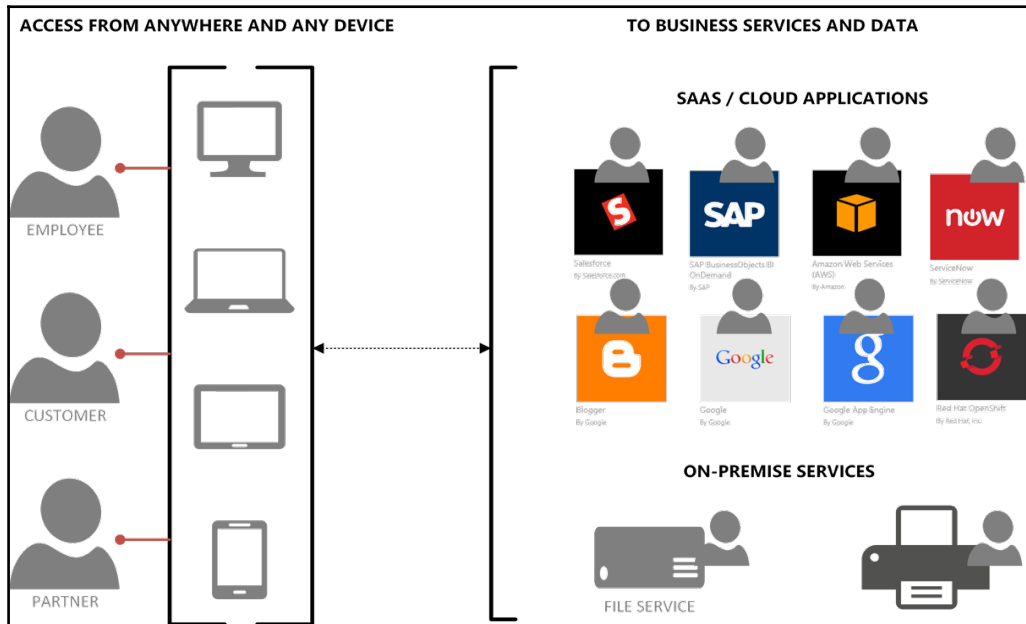 ACCESS FROM ANYWHERE AND ANY DEVICE
TO BUSINESS SERVICES AND DATA
SAAS / CLOUD APPLICATIONS
EMPLOYEE
CUSTOMER
PARTNER
S
SAP
now
Salesforce
By Salesforce.com
SAP BusinessObjects BI
OnDemand
By SAP
Amazon Web Services
(AWS)
By Amazon
ServiceNow
By ServiceNow
Google
g
Blogger
By Google
Google
By Google
Google App Engine
By Google
Red Hat OpenShift
By Red Hat, Inc.
ON-PREMISE SERVICES
FILE SERVICE